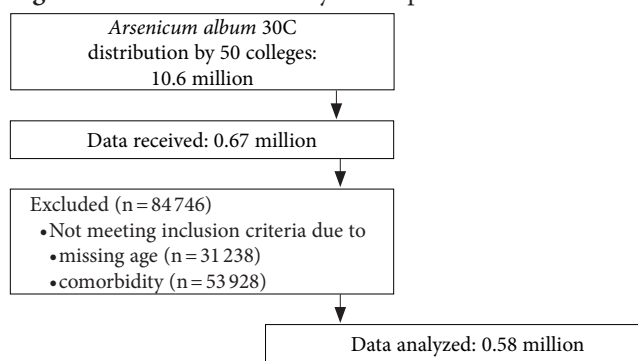 Arsenicum album 30C
distribution by 50 colleges:
10.6 million
Data received: 0.67 million
Excluded (n = 84 746)
•Not meeting inclusion criteria due to
•missing age (n = 31 238)
•comorbidity (n = 53 928)
Data analyzed: 0.58 million